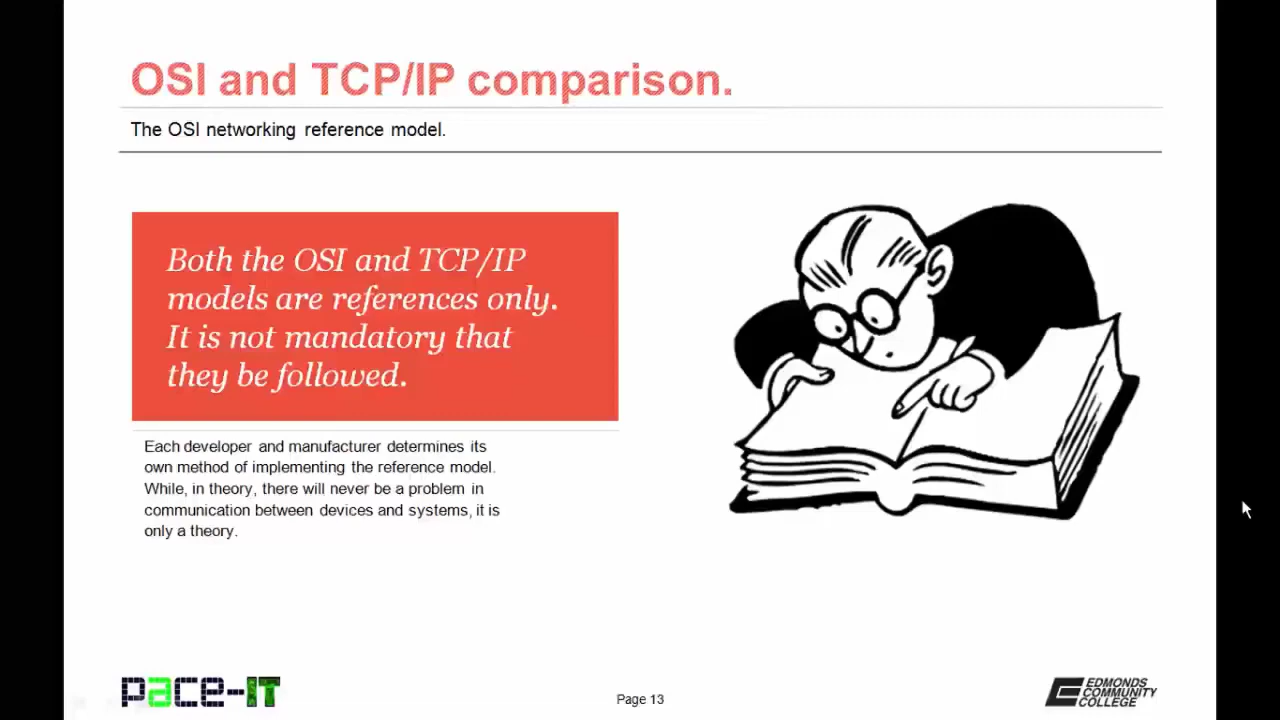 OSI and TCP/IP comparison.
The OSI networking reference model.
Both the OSI and TCP/IP
models are references only.
It is not mandatory that
they be followed.
Each developer and manufacturer determines its
own method of implementing the reference model.
While, in theory, there will never be a problem in
communication between devices and systems, it is
only a theory.
pace-IT
Page 13
EDMONDS
COMMUNITY
COLLEGE